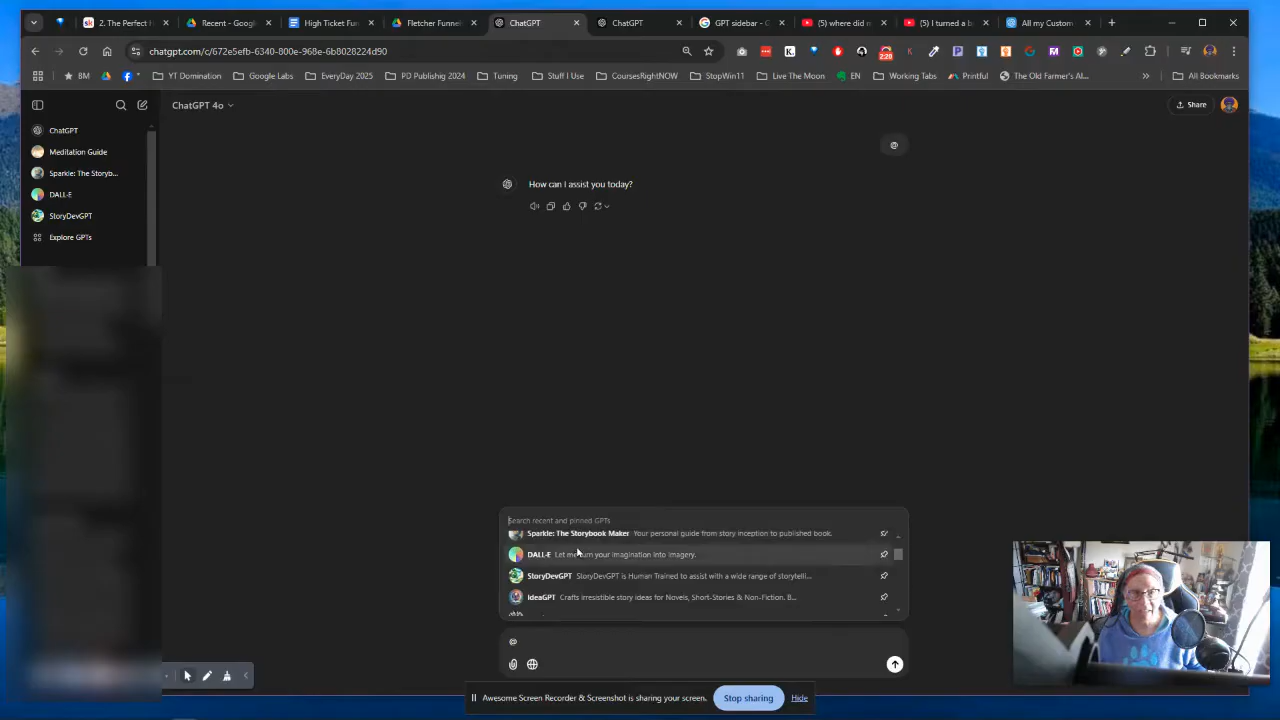 2. The Perfect H
Recent - Google
High Ticket Fun
Fletcher Funnel
ChatGPT
ChatGPT
GPT sidebar - G
(5) where did m
(5) I turned a b
All my Custom
chatgpt.com/c/672e5efb-6340-800e-968e-6b8028224d90
2:20
BM
YT Domination
Google Labs
EveryDay 2025
PD Publishig 2024
Tuning
Stuff I Use
CoursesRightNOW
StopWin11
Live The Moon
EN
Working Tabs
Printful
The Old Farmer's Al...
All Bookmarks
ChatGPT 4o
Share
ChatGPT
Meditation Guide
Sparkle: The Storyb...
DALL·E
StoryDevGPT
Explore GPTs
@
How can I assist you today?
Search recent and pinned GPTs
Sparkle: The Storybook Maker Your personal guide from story inception to published book.
DALL·E Let me turn your imagination into imagery.
StoryDevGPT StoryDevGPT is Human Trained to assist with a wide range of storytelli...
IdeaGPT Crafts irresistible story ideas for Novels, Short-Stories & Non-Fiction. B...
@
Awesome Screen Recorder & Screenshot is sharing your screen.
Stop sharing
Hide